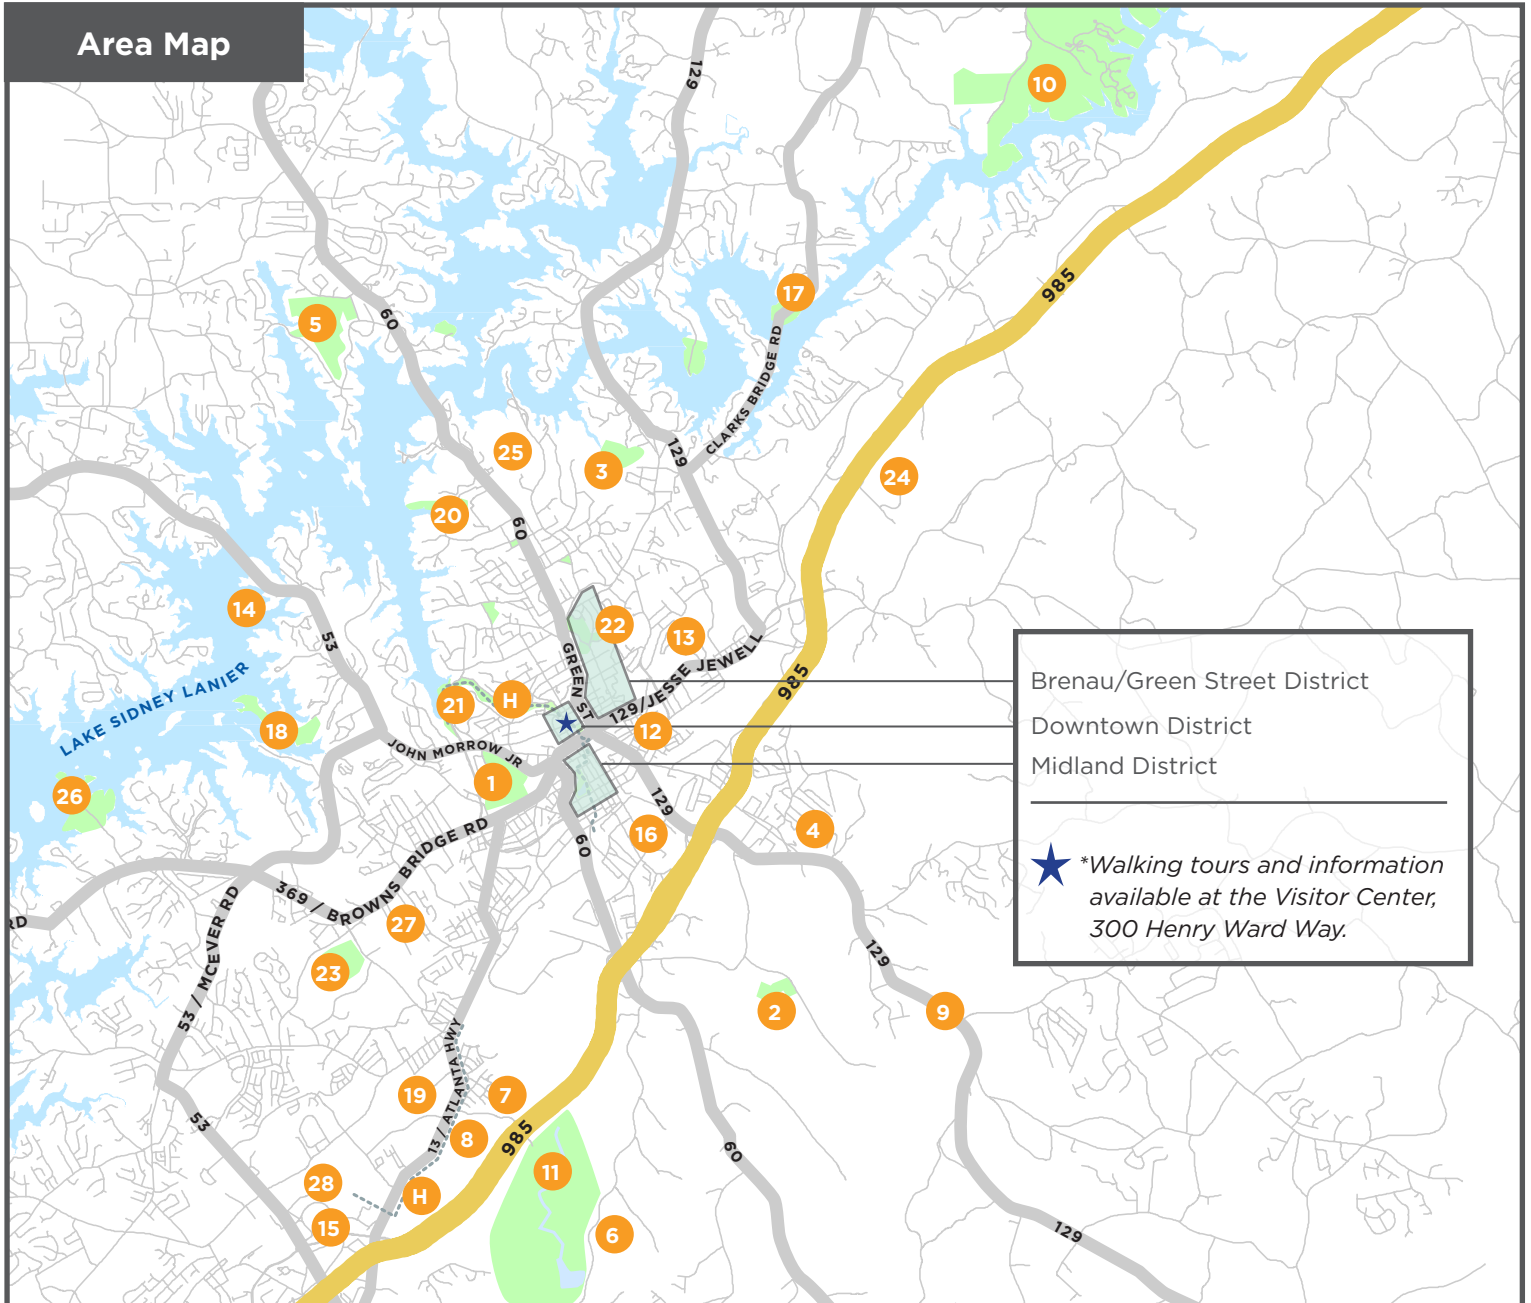 Area Map
129
10
17
985
5
60
CLARKS BRIDGE RD
129
25
3
24
20
60
14
53
22
13
GREEN ST
129/JESSE JEWELL
985
LAKE SIDNEY LANIER
21
H
12
18
JOHN MORROW JR
1
26
129
16
4
60
Brenau/Green Street District
Downtown District
Midland District
*Walking tours and information
available at the Visitor Center,
300 Henry Ward Way.
RD
369 / BROWNS BRIDGE RD
53 / MCEVER RD
27
23
129
2
9
13 / ATLANTA HWY
19
7
8
985
53
60
11
28
H
15
6
129